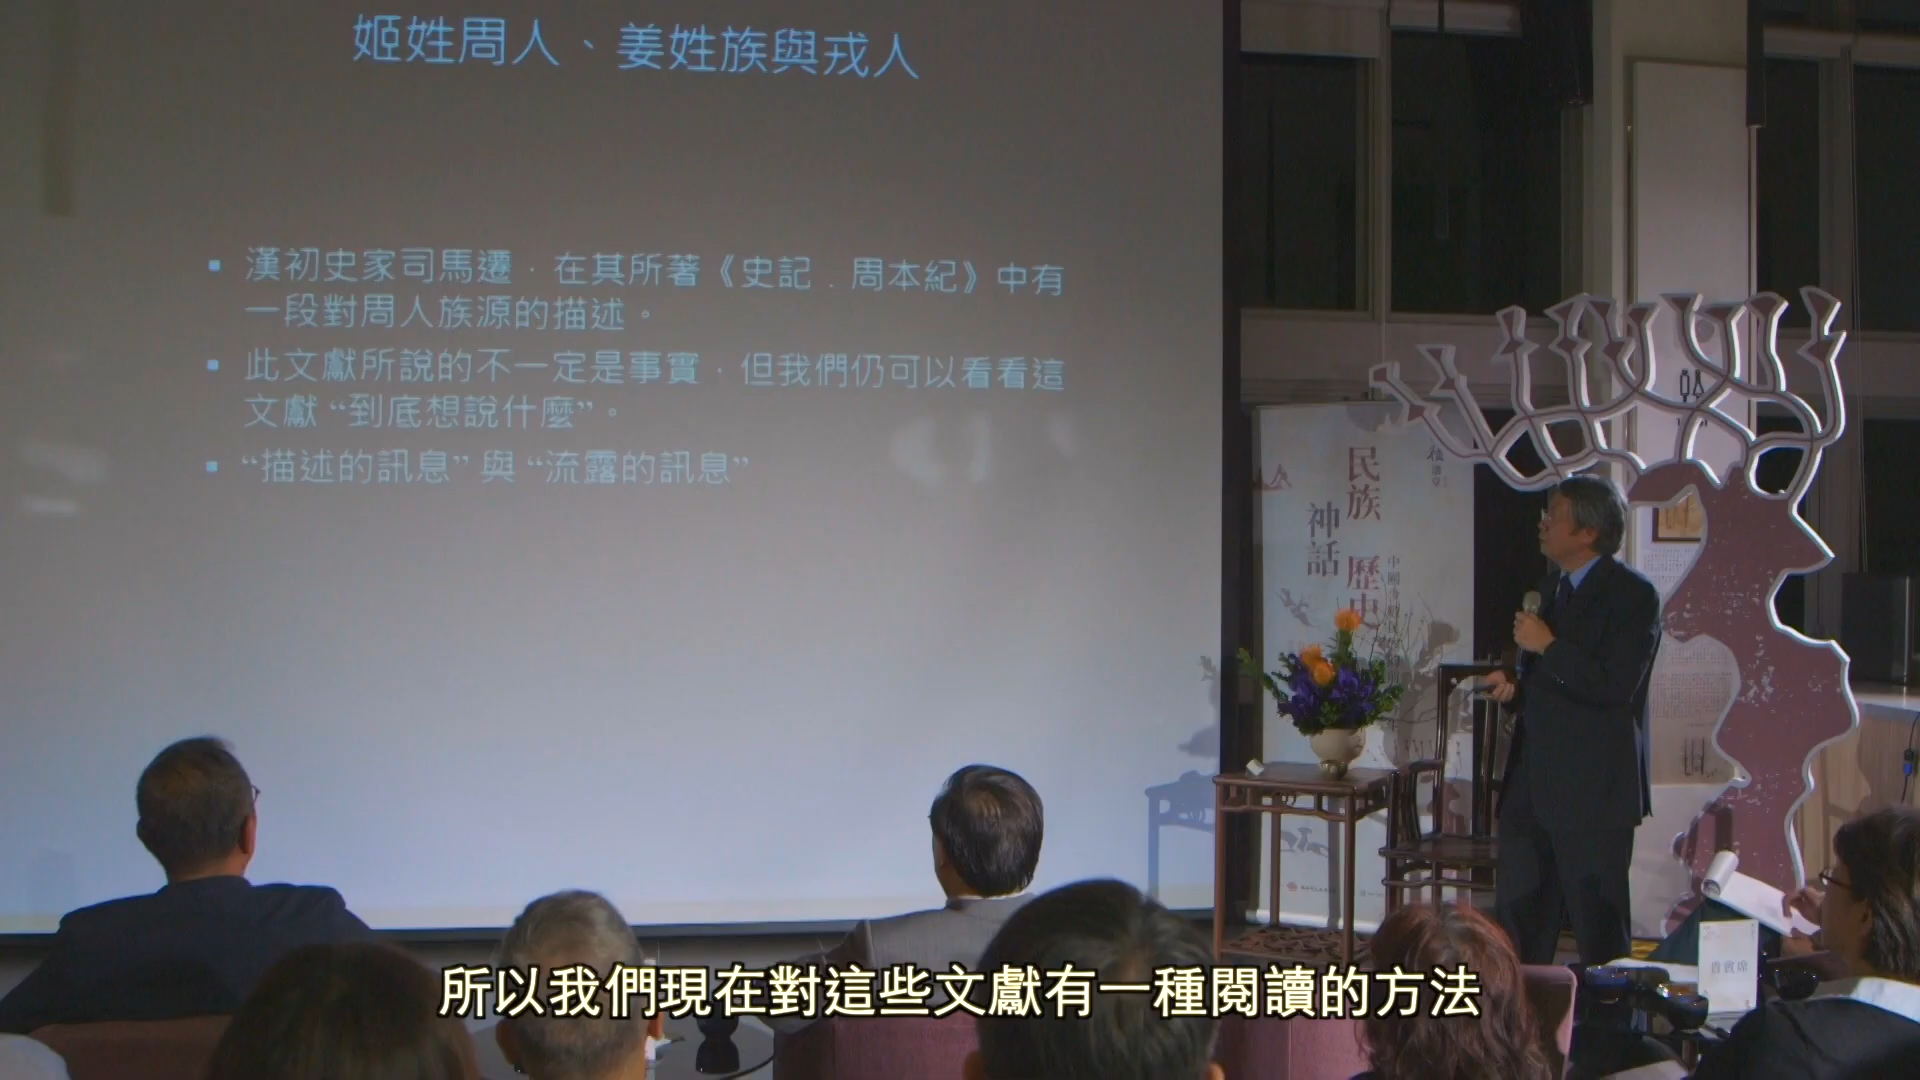 姬姓周人、姜姓族與戎人
▪ 漢初史家司馬遷．在其所著《史記．周本紀》中有
一段對周人族源的描述。
▪ 此文獻所說的不一定是事實．但我們仍可以看看這
文獻 “到底想說什麼”。
▪ “描述的訊息” 與 “流露的訊息”
民族 歷史
神話
貴賓席
所以我們現在對這些文獻有一種閱讀的方法